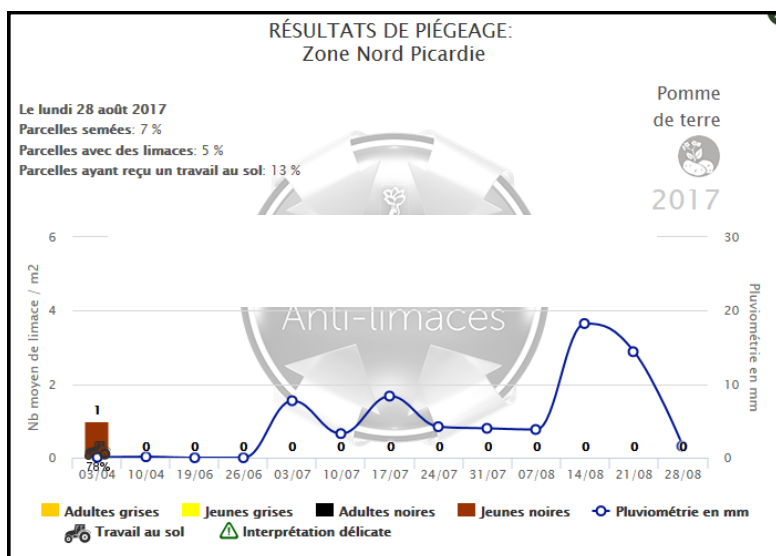 RÉSULTATS DE PIÉGEAGE:
Zone Nord Picardie
Le lundi 28 août 2017
Parcelles semées: 7 %
Parcelles avec des limaces: 5 %
Parcelles ayant reçu un travail au sol: 13 %
Pomme
de terre
2017
Anti-limaces
Nb moyen de limace / m2
6
4
2
0
Pluviométrie en mm
30
20
10
0
1
78%
0 0 0 0 0 0 0 0 0 0 0 0
03/04 10/04 19/06 26/06 03/07 10/07 17/07 24/07 31/07 07/08 14/08 21/08 28/08
Adultes grises Jeunes grises Adultes noires Jeunes noires Pluviométrie en mm
Travail au sol Interprétation délicate